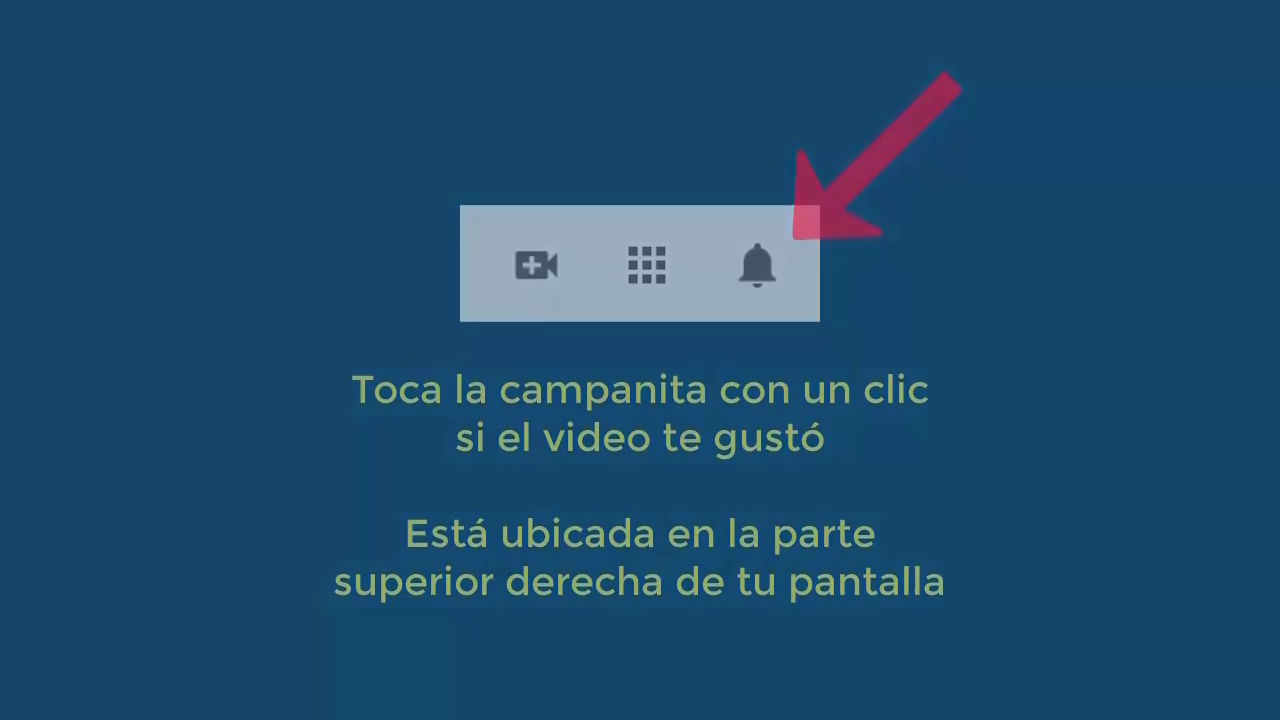 Toca la campanita con un clic
si el video te gustó
Está ubicada en la parte
superior derecha de tu pantalla